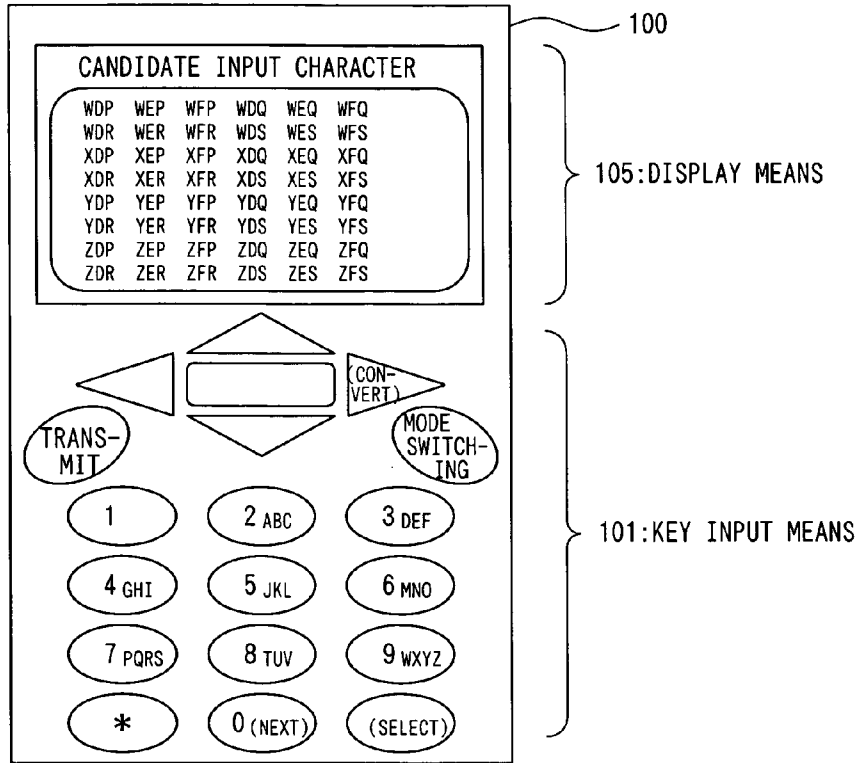 100
CANDIDATE INPUT CHARACTER
WDP WEP WFP WDQ WEQ WFQ
WDR WER WFR WDS WES WFS
XDP XEP XFP XDQ XEQ XFQ
XDR XER XFR XDS XES XFS
YDP YEP YFP YDQ YEQ YFQ
YDR YER YFR YDS YES YFS
ZDP ZEP ZFP ZDQ ZEQ ZFQ
ZDR ZER ZFR ZDS ZES ZFS
105:DISPLAY MEANS
(CON-
VERT)
TRANS-
MIT
MODE
SWITCH-
ING
1 2 ABC 3 DEF
4 GHI 5 JKL 6 MNO
7 PQRS 8 TUV 9 WXYZ
* 0 (NEXT) (SELECT)
101:KEY INPUT MEANS